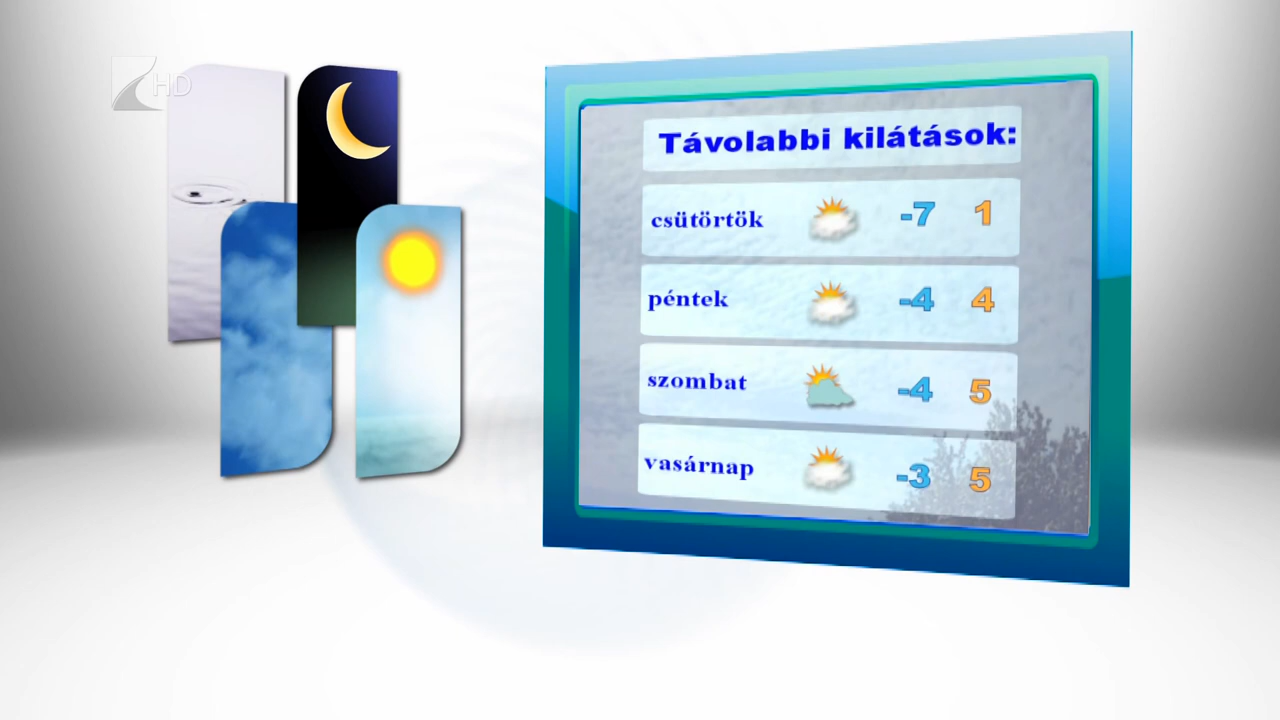 HD
Távolabbi kilátások:
csütörtök -7 1
péntek -4 4
szombat -4 5
vasárnap -3 5